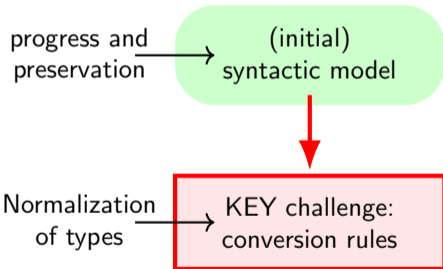 progress and
preservation
(initial)
syntactic model
Normalization
of types
KEY challenge:
conversion rules